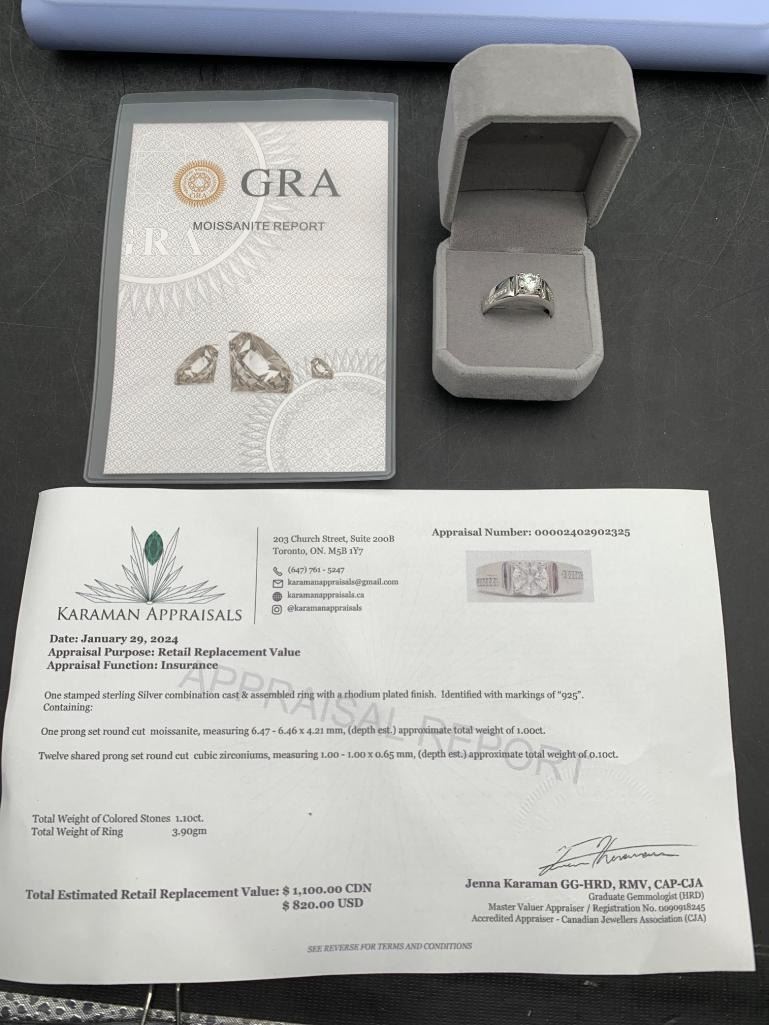 GRA
GRA
MOISSANITE REPORT
GRA
KARAMAN APPRAISALS
203 Church Street, Suite 200B
Toronto, ON. M5B 1Y7
(647) 761 - 5247
karamanappraisals@gmail.com
karamanappraisals.ca
@karamanappraisals
Appraisal Number: 00002402902325
Date: January 29, 2024
Appraisal Purpose: Retail Replacement Value
Appraisal Function: Insurance
APPRAISAL REPORT
One stamped sterling Silver combination cast & assembled ring with a rhodium plated finish. Identified with markings of "925".
Containing:
One prong set round cut moissanite, measuring 6.47 - 6.46 x 4.21 mm, (depth est.) approximate total weight of 1.00ct.
Twelve shared prong set round cut cubic zirconiums, measuring 1.00 - 1.00 x 0.65 mm, (depth est.) approximate total weight of 0.10ct.
Total Weight of Colored Stones 1.10ct.
Total Weight of Ring 3.90gm
Total Estimated Retail Replacement Value: $ 1,100.00 CDN
$ 820.00 USD
Jenna Karaman GG-HRD, RMV, CAP-CJA
Graduate Gemmologist (HRD)
Master Valuer Appraiser / Registration No. 0090918245
Accredited Appraiser - Canadian Jewellers Association (CJA)
SEE REVERSE FOR TERMS AND CONDITIONS